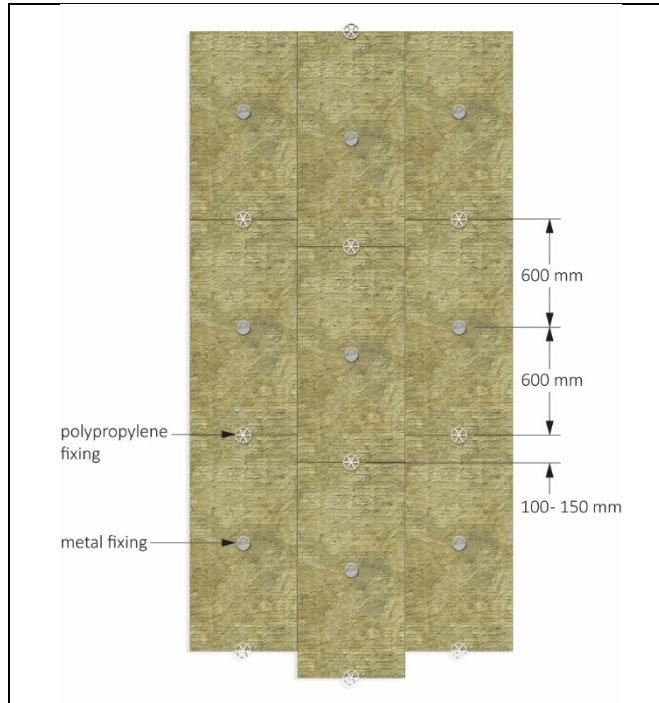 600 mm
600 mm
polypropylene
fixing
100- 150 mm
metal fixing